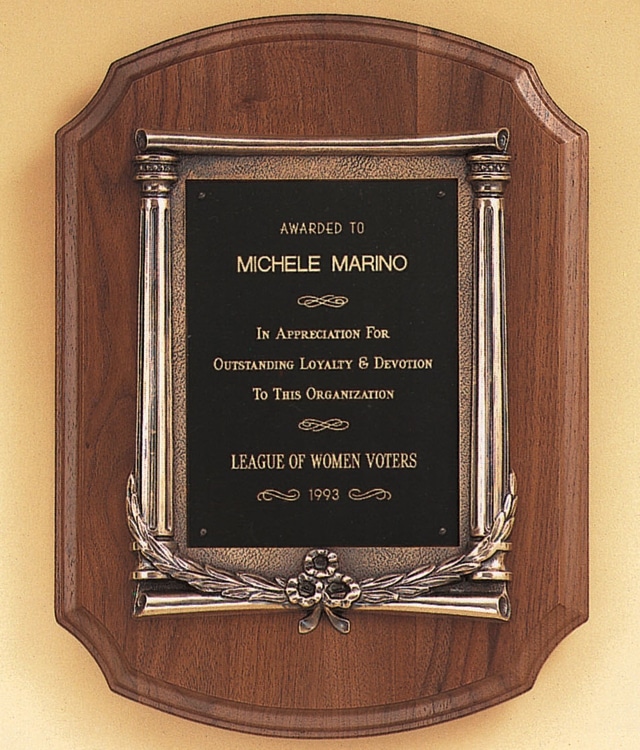 AWARDED TO
MICHELE MARINO
IN APPRECIATION FOR
OUTSTANDING LOYALTY & DEVOTION
TO THIS ORGANIZATION
LEAGUE OF WOMEN VOTERS
1993